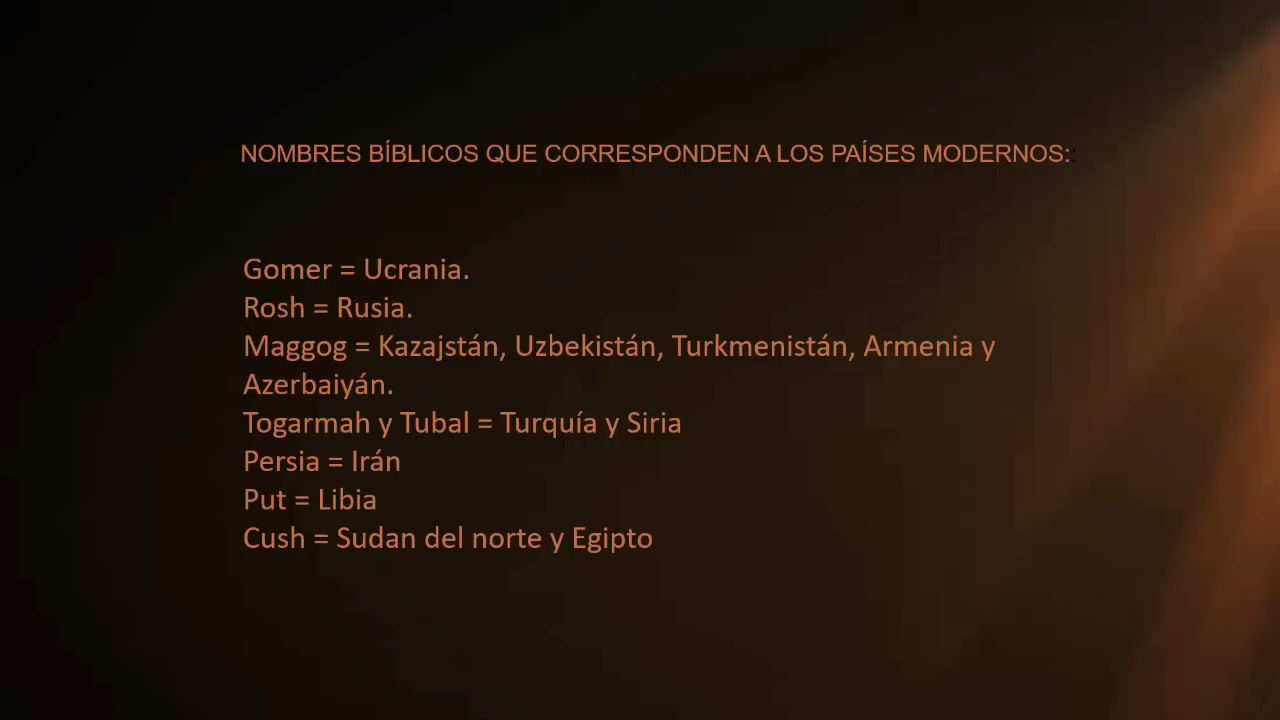 NOMBRES BÍBLICOS QUE CORRESPONDEN A LOS PAÍSES MODERNOS:
Gomer = Ucrania.
Rosh = Rusia.
Maggog = Kazajstán, Uzbekistán, Turkmenistán, Armenia y
Azerbaiyán.
Togarmah y Tubal = Turquía y Siria
Persia = Irán
Put = Libia
Cush = Sudan del norte y Egipto